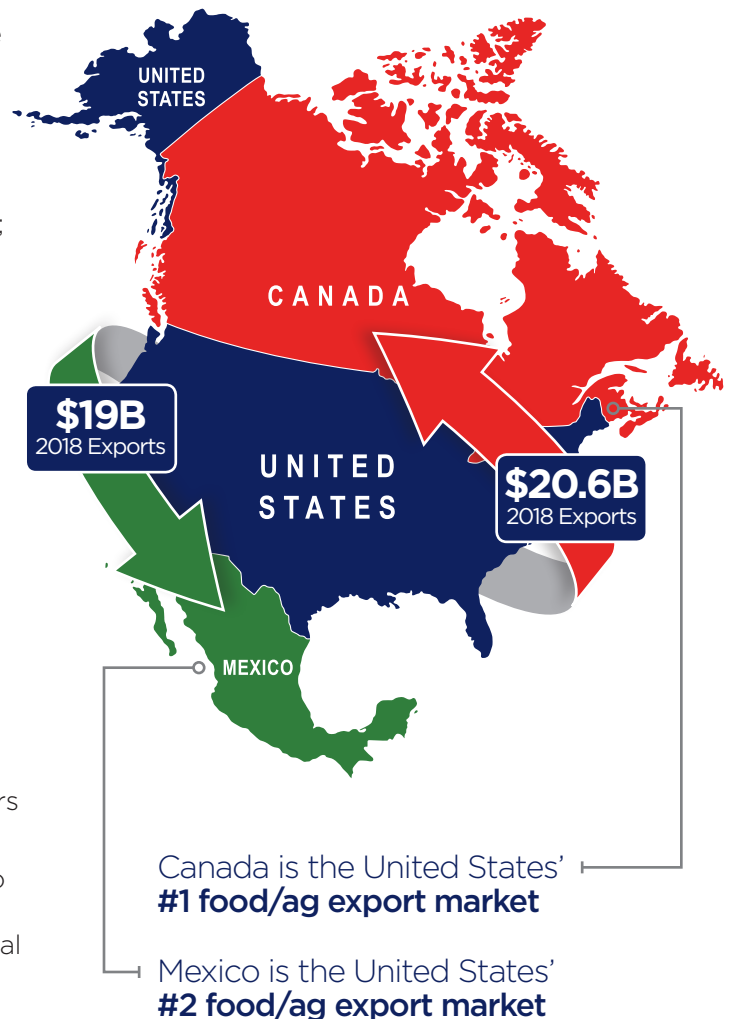 UNITED
STATES
CANADA
$19B
2018 Exports
UNITED
STATES
$20.6B
2018 Exports
MEXICO
Canada is the United States’
#1 food/ag export market
Mexico is the United States’
#2 food/ag export market